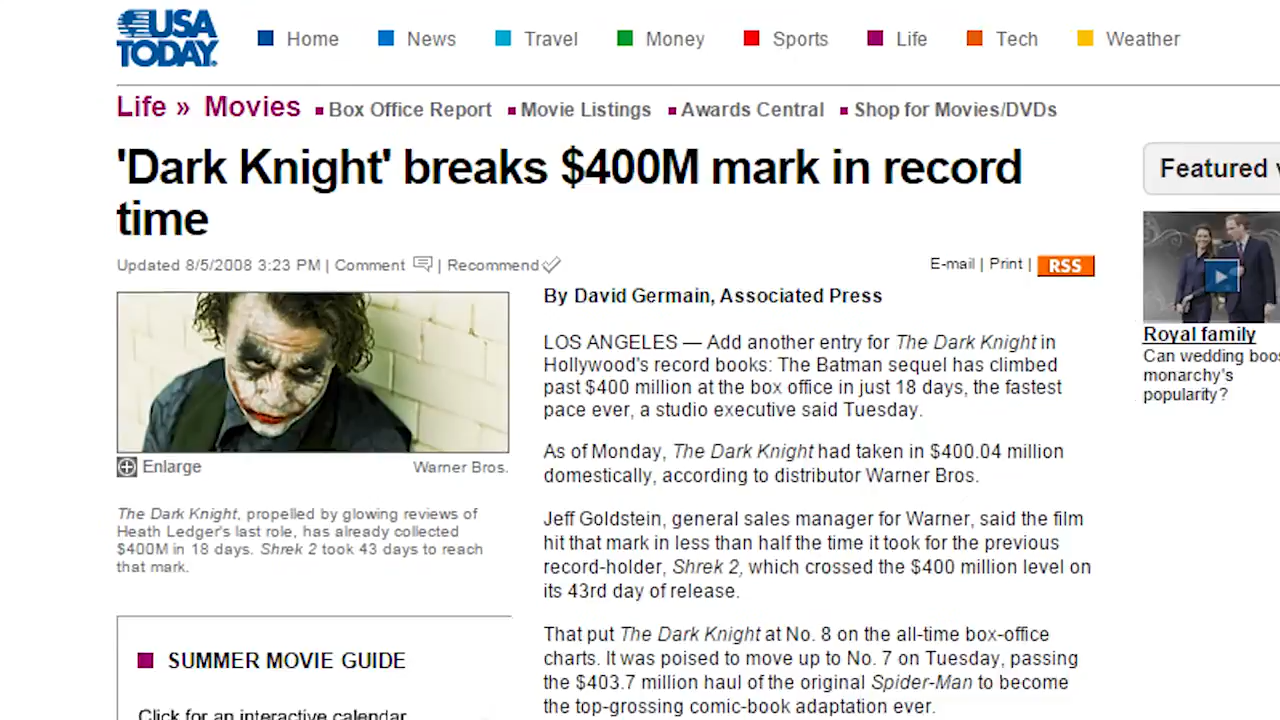 USA TODAY.
Home News Travel Money Sports Life Tech Weather
Life » Movies Box Office Report Movie Listings Awards Central Shop for Movies/DVDs
'Dark Knight' breaks $400M mark in record
time
Updated 8/5/2008 3:23 PM | Comment | Recommend
E-mail | Print | RSS
Enlarge Warner Bros.
The Dark Knight, propelled by glowing reviews of
Heath Ledger's last role, has already collected
$400M in 18 days. Shrek 2 took 43 days to reach
that mark.
SUMMER MOVIE GUIDE
Click for an interactive calendar
By David Germain, Associated Press
LOS ANGELES — Add another entry for The Dark Knight in
Hollywood's record books: The Batman sequel has climbed
past $400 million at the box office in just 18 days, the fastest
pace ever, a studio executive said Tuesday.
As of Monday, The Dark Knight had taken in $400.04 million
domestically, according to distributor Warner Bros.
Jeff Goldstein, general sales manager for Warner, said the film
hit that mark in less than half the time it took for the previous
record-holder, Shrek 2, which crossed the $400 million level on
its 43rd day of release.
That put The Dark Knight at No. 8 on the all-time box-office
charts. It was poised to move up to No. 7 on Tuesday, passing
the $403.7 million haul of the original Spider-Man to become
the top-grossing comic-book adaptation ever.
Featured
Royal family
Can wedding
monarchy's
popularity?